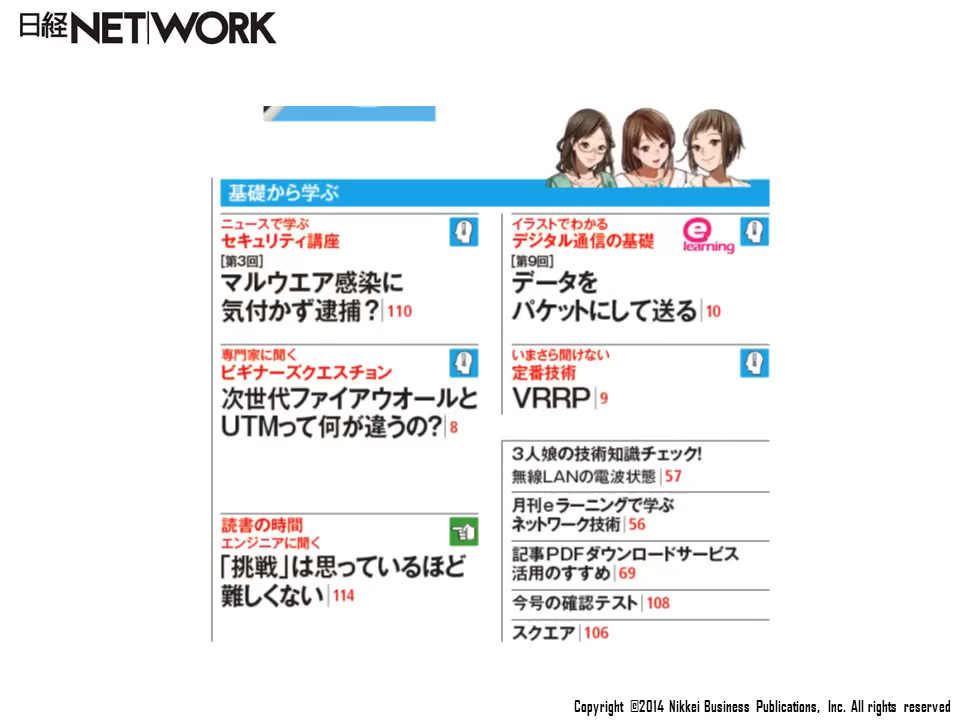 日経NETWORK
基礎から学ぶ
ニュースで学ぶ
セキュリティ講座
[第3回]
マルウエア感染に
気付かず逮捕？ 110
専門家に聞く
ビギナーズクエスチョン
次世代ファイアウオールと
UTMって何が違うの？ 8
読書の時間
エンジニアに聞く
「挑戦」は思っているほど
難しくない 114
イラストでわかる
デジタル通信の基礎
e learning
[第9回]
データを
パケットにして送る 10
いまさら聞けない
定番技術
VRRP 9
3人娘の技術知識チェック!
無線LANの電波状態 57
月刊eラーニングで学ぶ
ネットワーク技術 56
記事PDFダウンロードサービス
活用のすすめ 69
今号の確認テスト 108
スクエア 106
Copyright ©2014 Nikkei Business Publications, Inc. All rights reserved